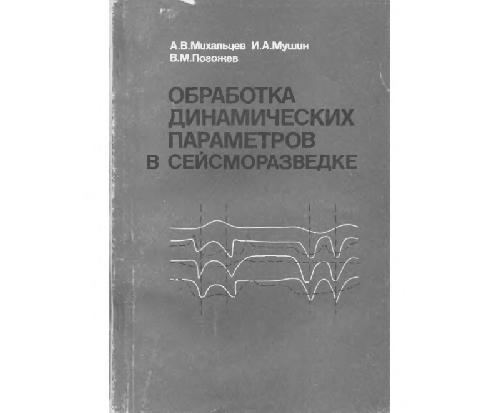 А.В.Михальцев И.А.Мушин
В.М.Погожев
ОБРАБОТКА
ДИНАМИЧЕСКИХ
ПАРАМЕТРОВ
В СЕЙСМОРАЗВЕДКЕ